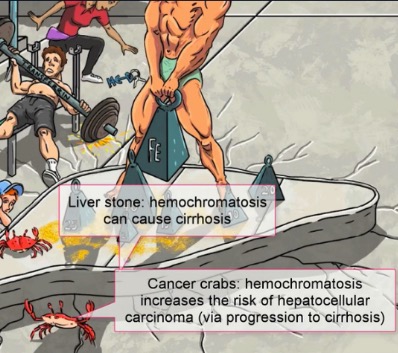 FE
Liver stone: hemochromatosis
can cause cirrhosis
Cancer crabs: hemochromatosis
increases the risk of hepatocellular
carcinoma (via progression to cirrhosis)